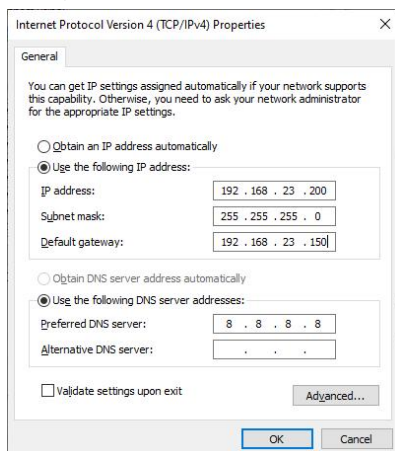 Internet Protocol Version 4 (TCP/IPv4) Properties
General
You can get IP settings assigned automatically if your network supports
this capability. Otherwise, you need to ask your network administrator
for the appropriate IP settings.
Obtain an IP address automatically
Use the following IP address:
IP address: 192 . 168 . 23 . 200
Subnet mask: 255 . 255 . 255 . 0
Default gateway: 192 . 168 . 23 . 150
Obtain DNS server address automatically
Use the following DNS server addresses:
Preferred DNS server: 8 . 8 . 8 . 8
Alternative DNS server: . . .
Validate settings upon exit
Advanced...
OK Cancel